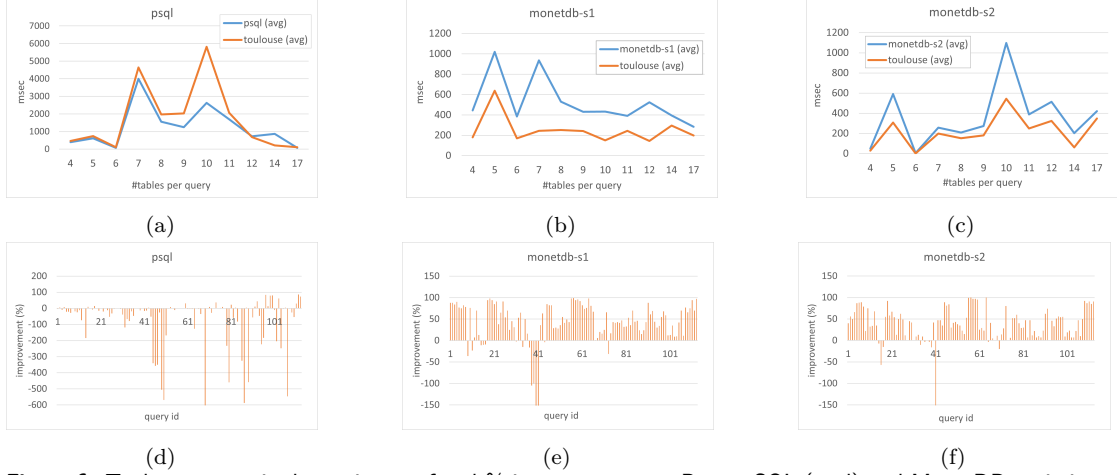 psql
7000
6000
5000
4000
3000
2000
1000
0
msec
psql (avg)
toulouse (avg)
4 5 6 7 8 9 10 11 12 14 17
#tables per query
(a)
monetdb-s1
1200
1000
800
600
400
200
0
msec
monetdb-s1 (avg)
toulouse (avg)
4 5 6 7 8 9 10 11 12 14 17
#tables per query
(b)
monetdb-s2
1200
1000
800
600
400
200
0
msec
monetdb-s2 (avg)
toulouse (avg)
4 5 6 7 8 9 10 11 12 14 17
#tables per query
(c)
psql
200
100
0
-100
-200
-300
-400
-500
-600
improvement (%)
1 21 41 61 81 101
query id
(d)
monetdb-s1
150
100
50
0
-50
-100
-150
improvement (%)
1 21 41 61 81 101
query id
(e)
monetdb-s2
150
100
50
0
-50
-100
-150
improvement (%)
1 21 41 61 81 101
query id
(f)